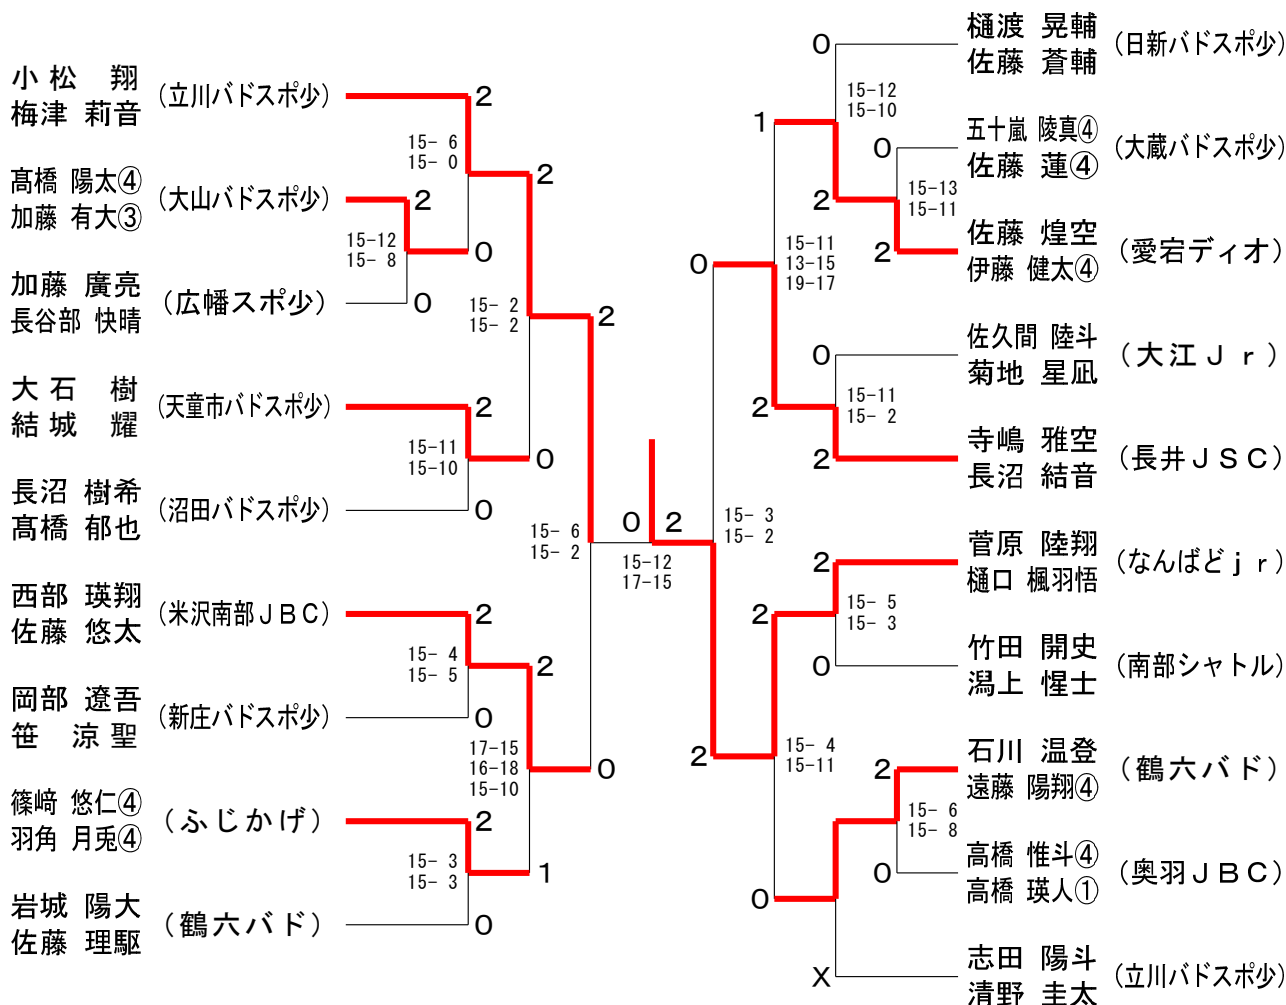 小松 翔
梅津 莉音
(立川バドスポ少)
2
15- 6
15- 0
2
髙橋 陽太④
加藤 有大③
(大山バドスポ少)
2
15-12
15- 8
0
加藤 廣亮
長谷部 快晴
(広幡スポ少)
0
15- 2
15- 2
2
大石 樹
結城 耀
(天童市バドスポ少)
2
15-11
15-10
0
長沼 樹希
髙橋 郁也
(沼田バドスポ少)
0
15- 6
15- 2
西部 瑛翔
佐藤 悠太
(米沢南部JBC)
2
15- 4
15- 5
2
岡部 遼吾
笹 涼聖
(新庄バドスポ少)
0
17-15
16-18
15-10
0
篠﨑 悠仁④
羽角 月兎④
(ふじかげ)
2
15- 3
15- 3
1
岩城 陽大
佐藤 理駆
(鶴六バド)
0
0 2
15-12
17-15
0
樋渡 晃輔
佐藤 蒼輔
(日新バドスポ少)
1
15-12
15-10
0
五十嵐 陵真④
佐藤 蓮④
(大蔵バドスポ少)
2
15-13
15-11
2
佐藤 煌空
伊藤 健太④
(愛宕ディオ)
0
15-11
13-15
19-17
0
佐久間 陸斗
菊地 星凪
(大江Jr)
2
15-11
15- 2
2
寺嶋 雅空
長沼 結音
(長井JSC)
15- 3
15- 2
2
菅原 陸翔
樋口 楓羽悟
(なんばどjr)
2
15- 5
15- 3
0
竹田 開史
潟上 惺士
(南部シャトル)
2
15- 4
15-11
2
石川 温登
遠藤 陽翔④
(鶴六バド)
15- 6
15- 8
0
高橋 惟斗④
高橋 瑛人①
(奥羽JBC)
0
X
志田 陽斗
清野 圭太
(立川バドスポ少)